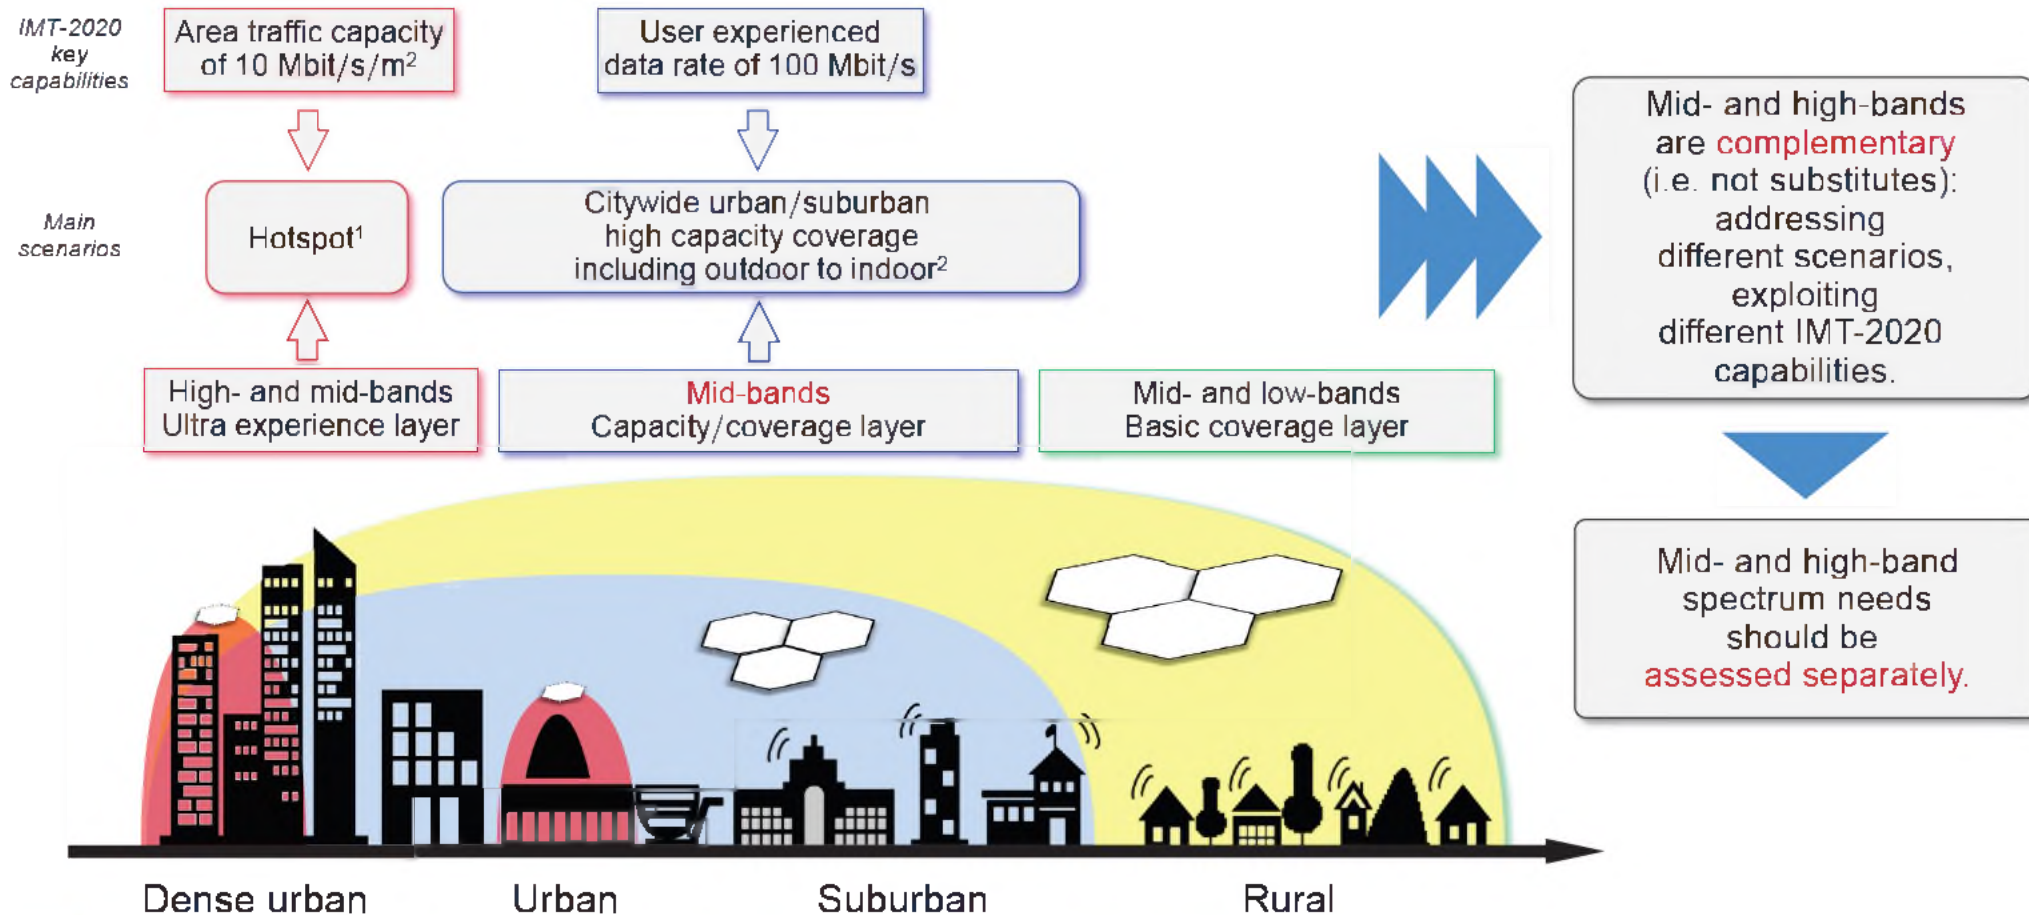 IMT-2020
key
capabilities
Area traffic capacity
of 10 Mbit/s/m²
User experienced
data rate of 100 Mbit/s
Main
scenarios
Hotspot¹
Citywide urban/suburban
high capacity coverage
including outdoor to indoor²
High- and mid-bands
Ultra experience layer
Mid-bands
Capacity/coverage layer
Mid- and low-bands
Basic coverage layer
Mid- and high-bands
are complementary
(i.e. not substitutes):
addressing
different scenarios,
exploiting
different IMT-2020
capabilities.
Mid- and high-band
spectrum needs
should be
assessed separately.
Dense urban
Urban
Suburban
Rural